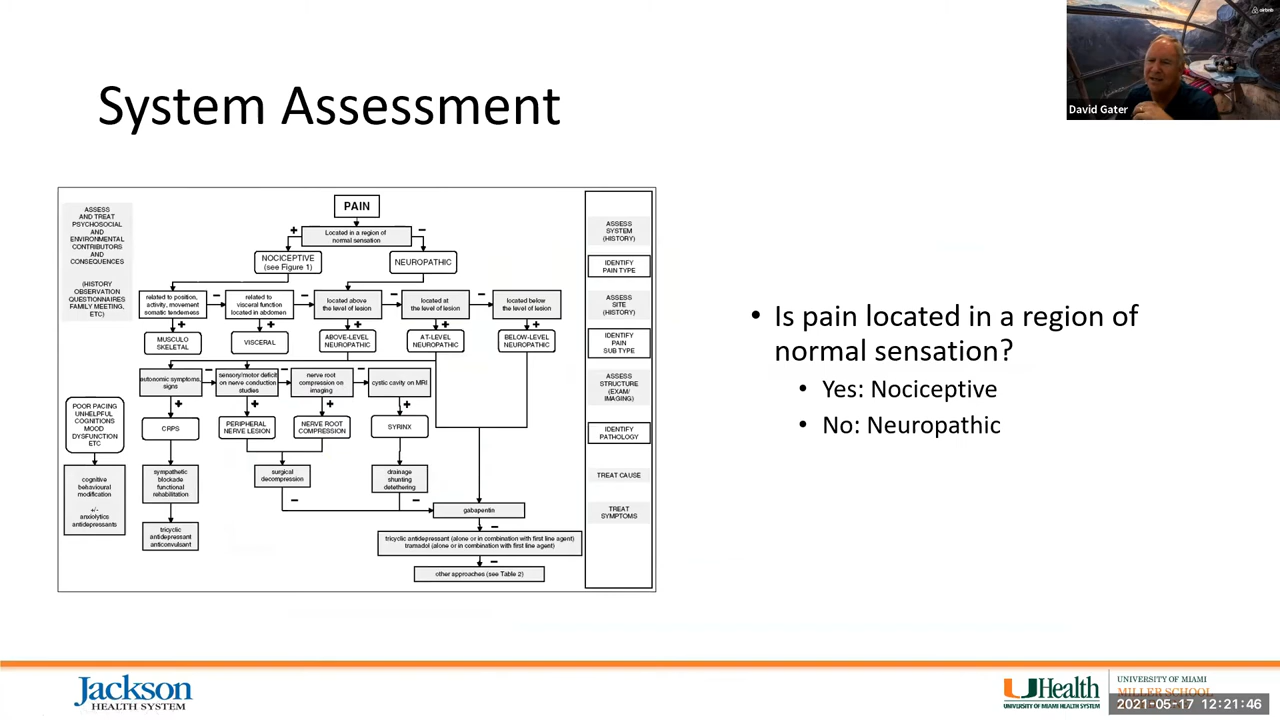 airbnb
David Gater
System Assessment
ASSESS
AND TREAT
PSYCHOSOCIAL
AND
ENVIRONMENTAL
CONTRIBUTORS
AND
CONSEQUENCES
(HISTORY
OBSERVATION
QUESTIONNAIRES
FAMILY MEETING,
ETC)
PAIN
+
−
Located in a region of
normal sensation
NOCICEPTIVE
(see Figure 1)
NEUROPATHIC
related to position,
activity, movement
somatic tenderness
−
related to
visceral function
located in abdomen
−
located above
the level of lesion
−
located at
the level of lesion
−
located below
the level of lesion
+
+
+
+
+
MUSCULO
SKELETAL
VISCERAL
ABOVE-LEVEL
NEUROPATHIC
AT-LEVEL
NEUROPATHIC
BELOW-LEVEL
NEUROPATHIC
autonomic symptoms,
signs
−
sensory/motor deficit
on nerve conduction
studies
−
nerve root
compression on
imaging
−
cystic cavity on MRI
+
+
+
+
POOR PACING
UNHELPFUL
COGNITIONS
MOOD
DYSFUNCTION
ETC
CRPS
PERIPHERAL
NERVE LESION
NERVE ROOT
COMPRESSION
SYRINX
cognitive
behavioural
modification
+/-
anxiolytics
antidepressants
sympathetic
blockade
functional
rehabilitation
surgical
decompression
drainage
shunting
detethering
−
−
gabapentin
tricyclic
antidepressant
anticonvulsant
−
tricyclic antidepressant (alone or in combination with first line agent)
tramadol (alone or in combination with first line agent)
−
other approaches (see Table 2)
ASSESS
SYSTEM
(HISTORY)
IDENTIFY
PAIN TYPE
ASSESS
SITE
(HISTORY)
IDENTIFY
PAIN
SUB TYPE
ASSESS
STRUCTURE
(EXAM/
IMAGING)
IDENTIFY
PATHOLOGY
TREAT CAUSE
TREAT
SYMPTOMS
• Is pain located in a region of
normal sensation?
• Yes: Nociceptive
• No: Neuropathic
Jackson
HEALTH SYSTEM
UHealth
UNIVERSITY OF MIAMI HEALTH SYSTEM
UNIVERSITY OF MIAMI
MILLER SCHOOL
2021-05-17 12:21:46